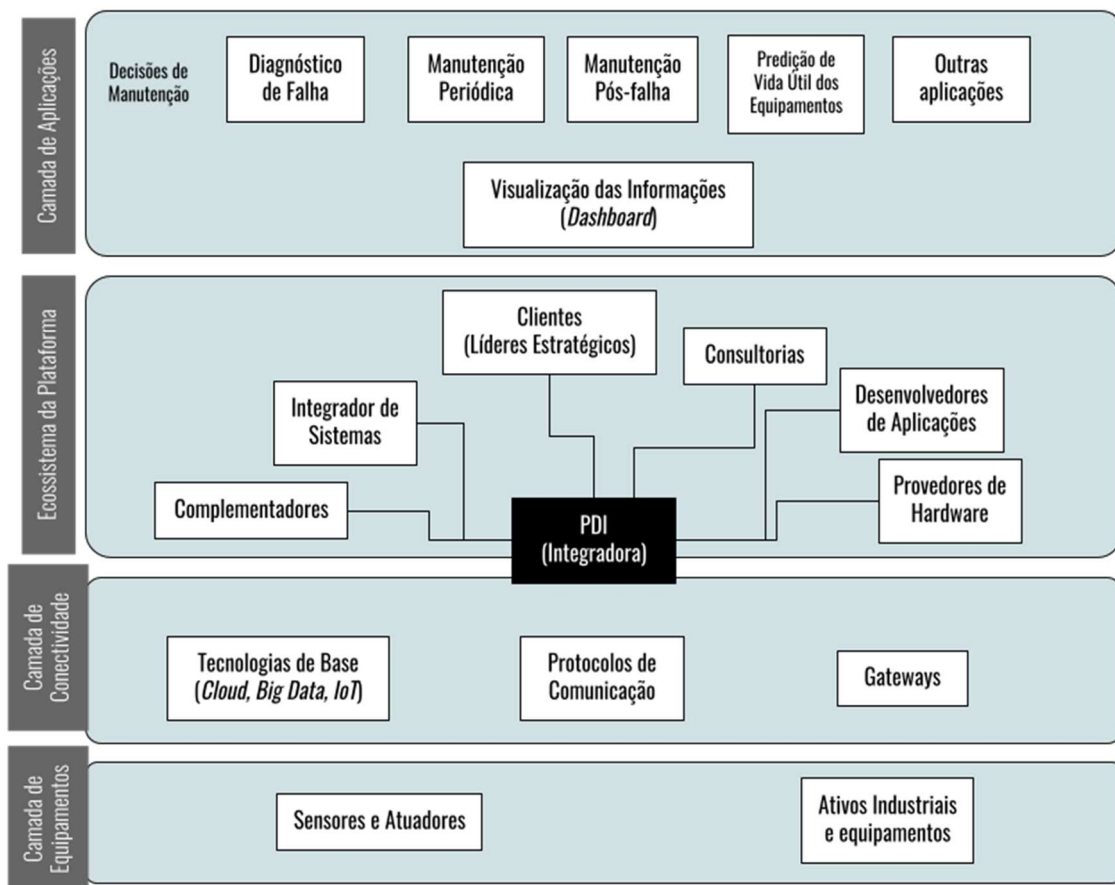 Camada de Aplicações
Decisões de
Manutenção
Diagnóstico
de Falha
Manutenção
Periódica
Manutenção
Pós-falha
Predição de
Vida Útil dos
Equipamentos
Outras
aplicações
Visualização das Informações
(Dashboard)
Ecossistema da Plataforma
Clientes
(Líderes Estratégicos)
Consultorias
Integrador de
Sistemas
Desenvolvedores
de Aplicações
Complementadores
Provedores de
Hardware
PDI
(Integradora)
Camada de
Conectividade
Tecnologias de Base
(Cloud, Big Data, IoT)
Protocolos de
Comunicação
Gateways
Camada de
Equipamentos
Sensores e Atuadores
Ativos Industriais
e equipamentos